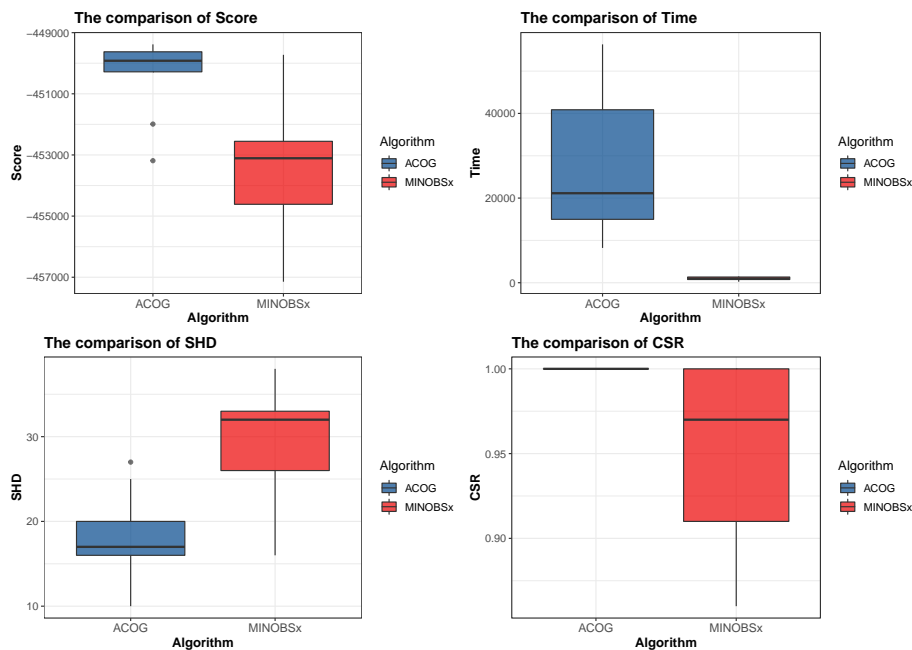 The comparison of Score
Score
−449000
−451000
−453000
−455000
−457000
ACOG
MINOBSx
Algorithm
Algorithm
ACOG
MINOBSx
The comparison of Time
Time
40000
20000
0
ACOG
MINOBSx
Algorithm
Algorithm
ACOG
MINOBSx
The comparison of SHD
SHD
30
20
10
ACOG
MINOBSx
Algorithm
Algorithm
ACOG
MINOBSx
The comparison of CSR
CSR
1.00
0.95
0.90
ACOG
MINOBSx
Algorithm
Algorithm
ACOG
MINOBSx